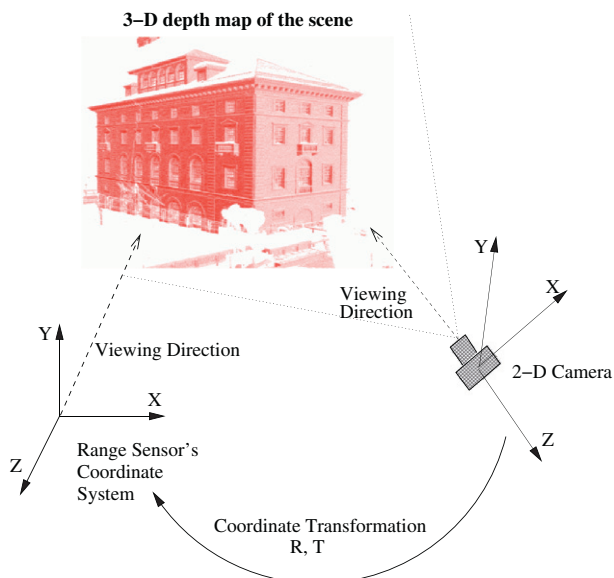 3-D depth map of the scene
Y
Viewing
Direction
X
Y
Viewing Direction
2-D Camera
X
Z
Z
Range Sensor's
Coordinate
System
Coordinate Transformation
R, T